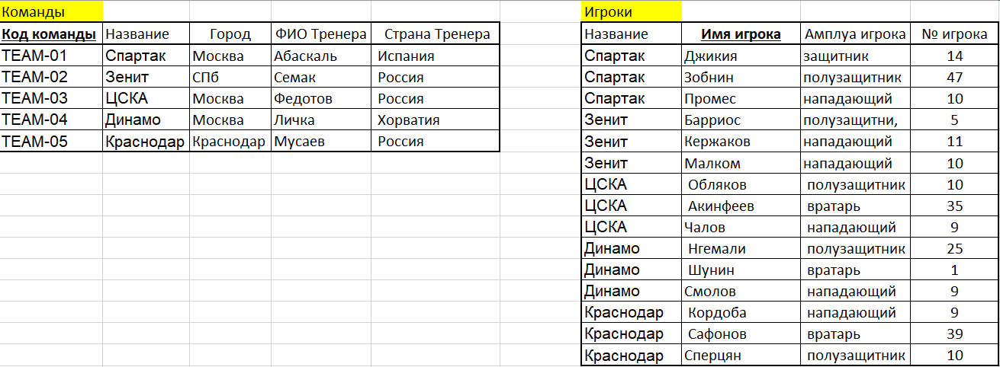 Команды
Код команды Название Город ФИО Тренера Страна Тренера
TEAM-01 Спартак Москва Абаскаль Испания
TEAM-02 Зенит СПб Семак Россия
TEAM-03 ЦСКА Москва Федотов Россия
TEAM-04 Динамо Москва Личка Хорватия
TEAM-05 Краснодар Краснодар Мусаев Россия
Игроки
Название Имя игрока Амплуа игрока № игрока
Спартак Джикия защитник 14
Спартак Зобнин полузащитник 47
Спартак Промес нападающий 10
Зенит Барриос полузащитни, 5
Зенит Кержаков нападающий 11
Зенит Малком нападающий 10
ЦСКА Обляков полузащитник 10
ЦСКА Акинфеев вратарь 35
ЦСКА Чалов нападающий 9
Динамо Нгемали полузащитник 25
Динамо Шунин вратарь 1
Динамо Смолов нападающий 9
Краснодар Кордоба нападающий 9
Краснодар Сафонов вратарь 39
Краснодар Сперцян полузащитник 10